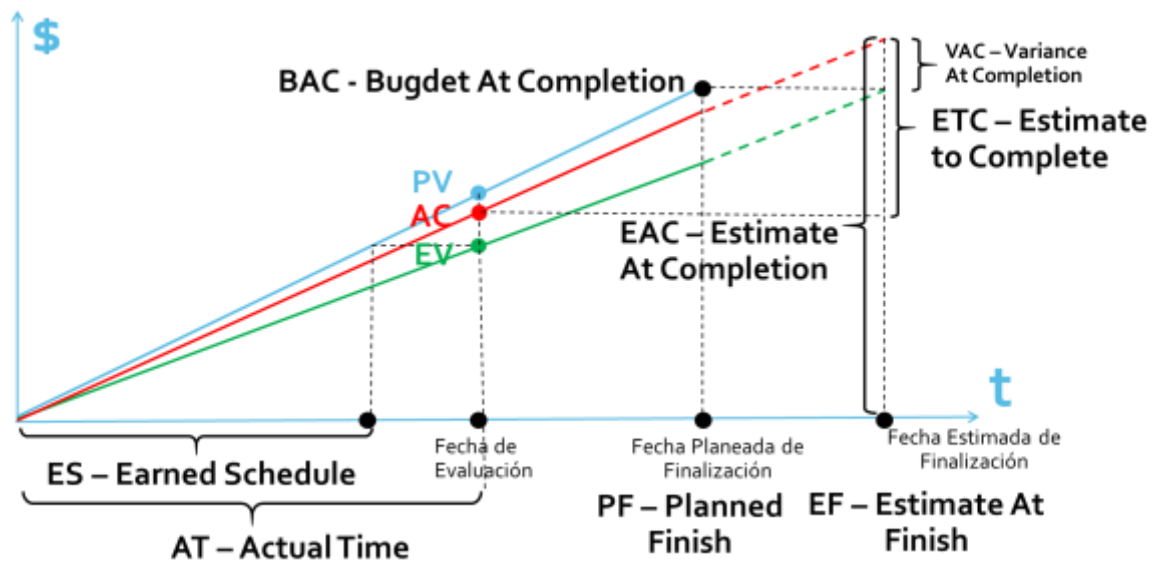 $
VAC – Variance
At Completion
BAC - Bugdet At Completion
ETC – Estimate
to Complete
PV
AC
EV
EAC – Estimate
At Completion
t
Fecha de
Evaluación
Fecha Planeada de
Finalización
Fecha Estimada de
Finalización
ES – Earned Schedule
PF – Planned
Finish
EF – Estimate At
Finish
AT – Actual Time